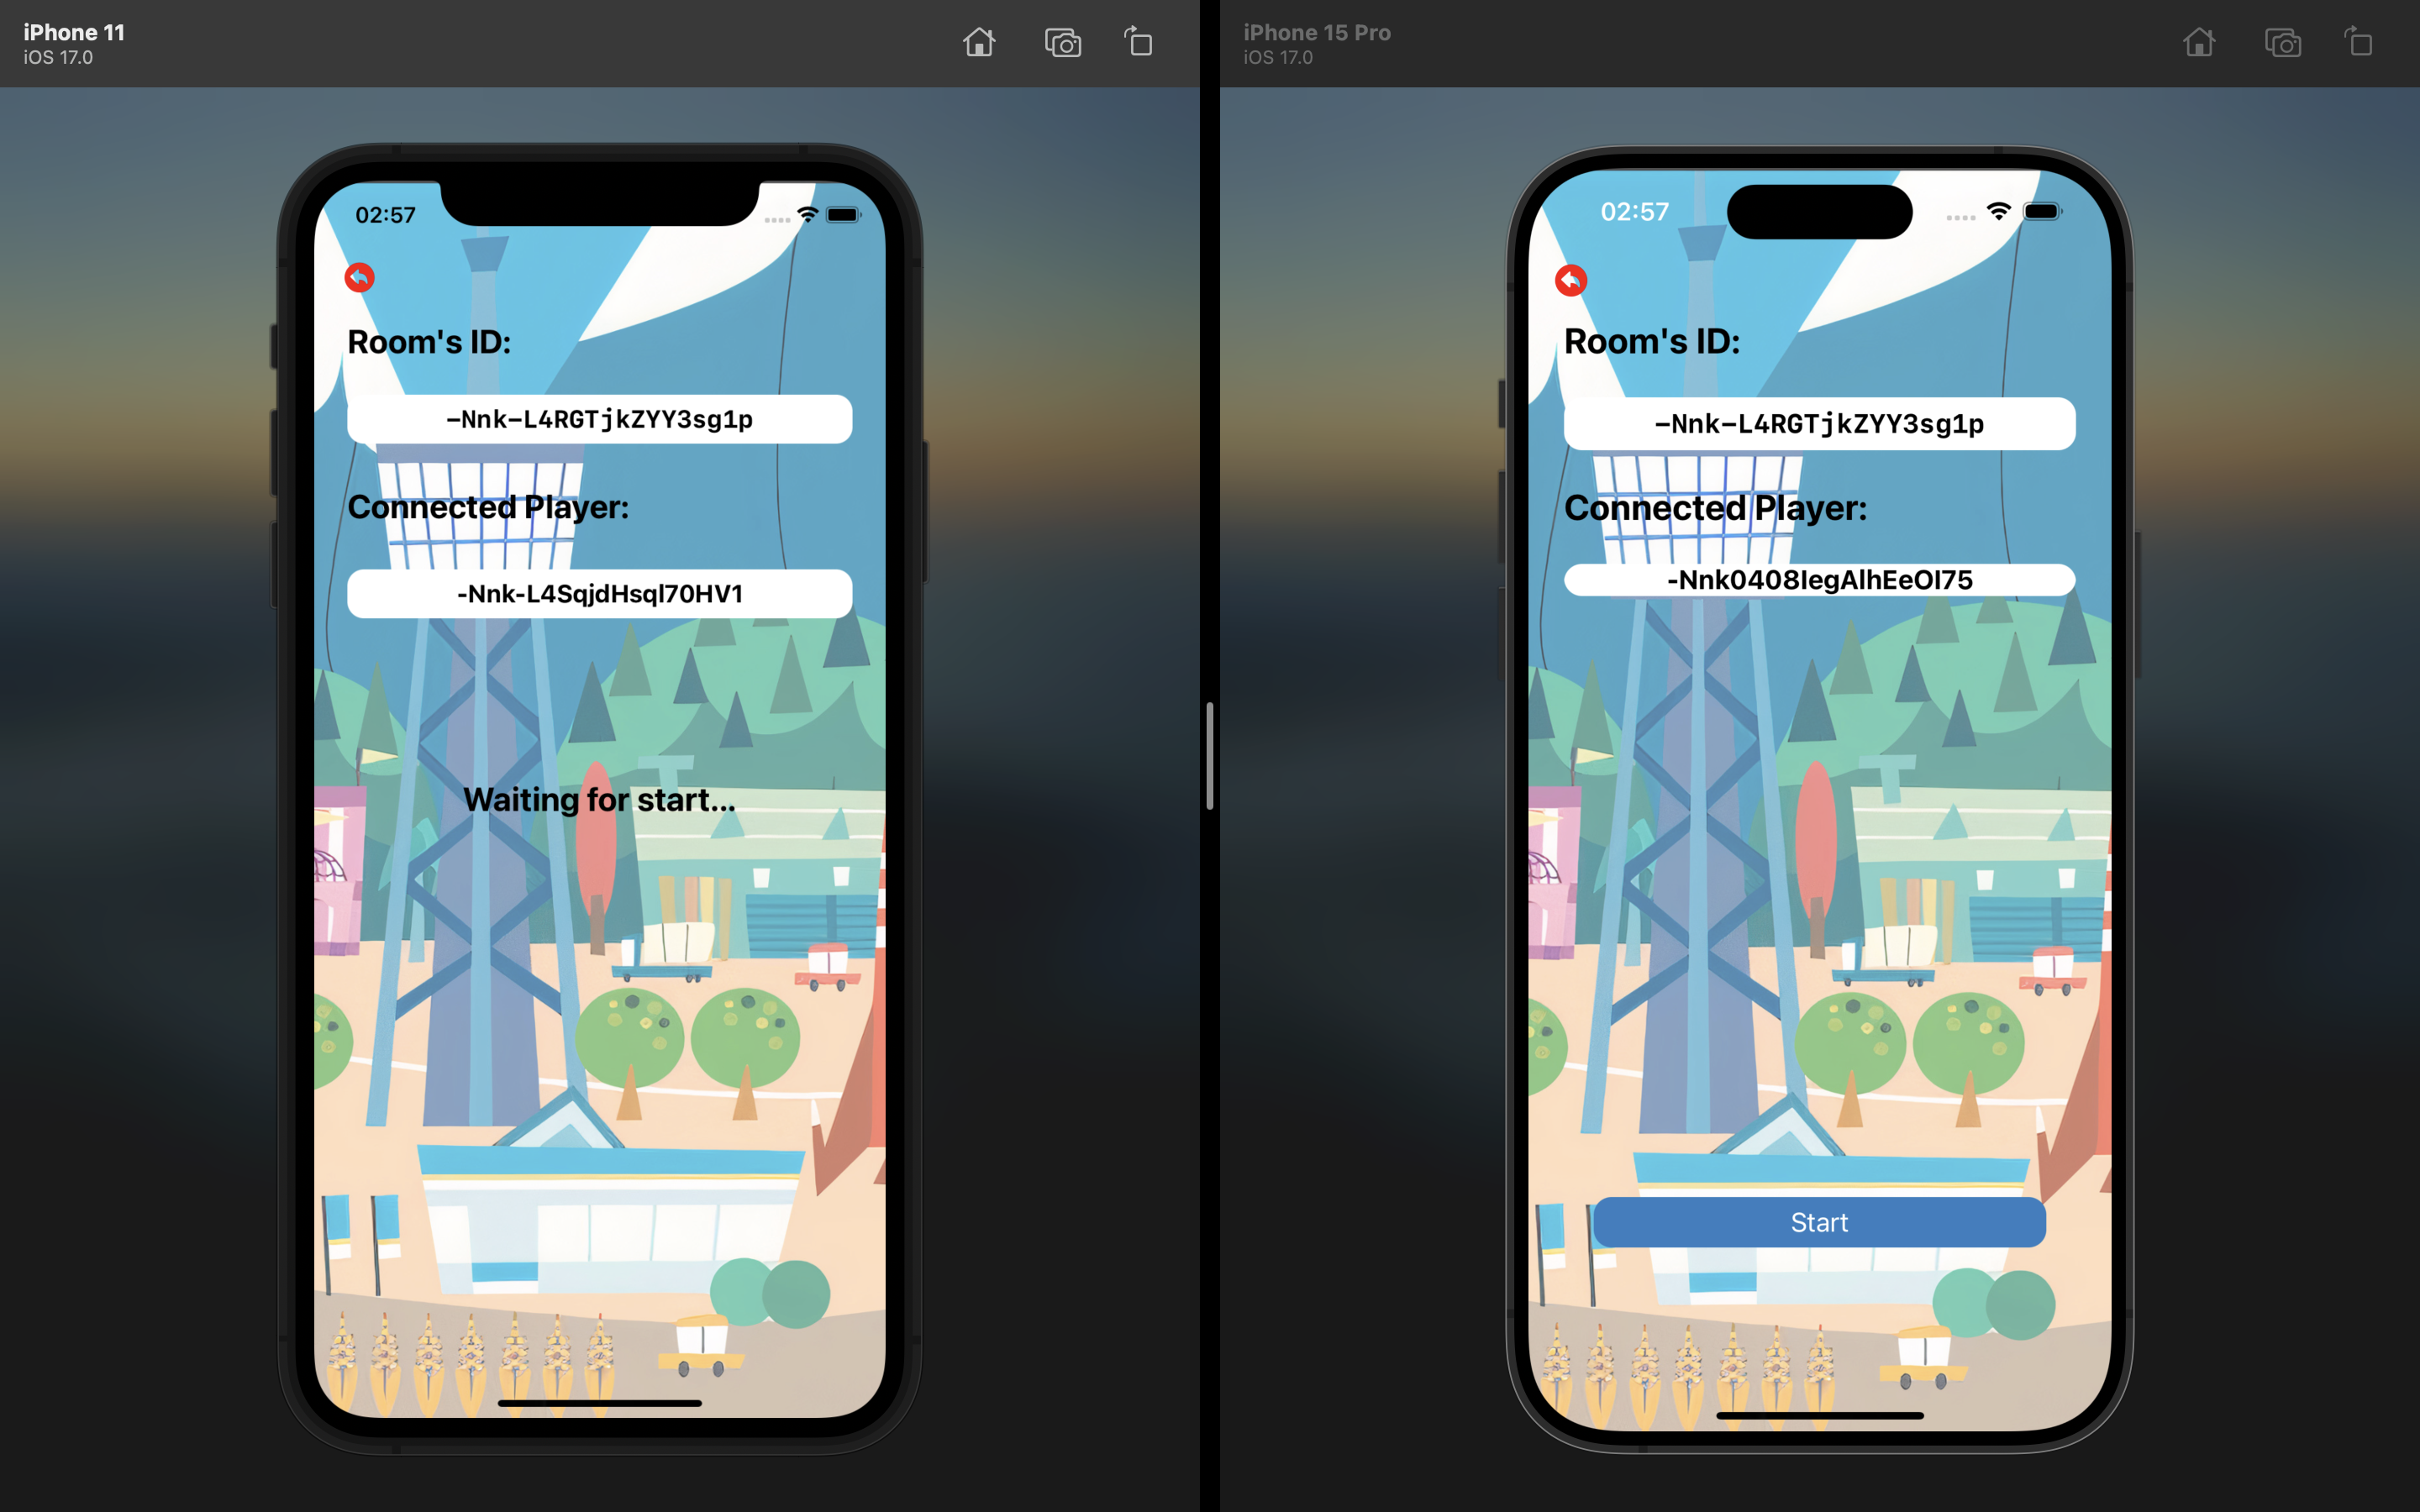 iPhone 11
iOS 17.0
02:57
Room's ID:
-Nnk-L4RGTjkZYY3sg1p
Connected Player:
-Nnk-L4SqjdHsql70HV1
Waiting for start...
iPhone 15 Pro
iOS 17.0
02:57
Room's ID:
-Nnk-L4RGTjkZYY3sg1p
Connected Player:
-Nnk0408IegAlhEeOl75
Start